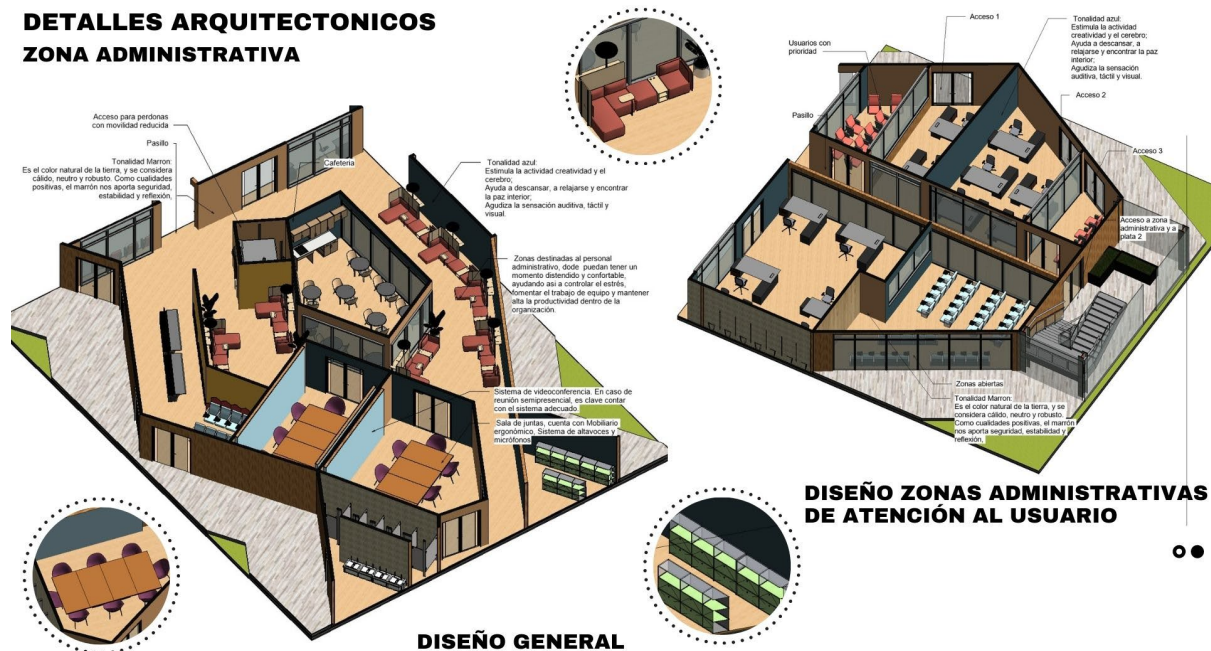 DETALLES ARQUITECTONICOS
ZONA ADMINISTRATIVA
Acceso para perdonas
con movilidad reducida
Pasillo
Tonalidad Marron:
Es el color natural de la tierra, y se considera
cálido, neutro y robusto. Como cualidades
positivas, el marrón nos aporta seguridad,
estabilidad y reflexión,
Cafeteria
Tonalidad azul:
Estimula la actividad creatividad y el
cerebro;
Ayuda a descansar, a relajarse y encontrar
la paz interior;
Agudiza la sensación auditiva, táctil y
visual.
Zonas destinadas al personal
administrativo, dode puedan tener un
momento distendido y confortable,
ayudando asi a controlar el estrés,
fomentar el trabajo de equipo y mantener
alta la productividad dentro de la
organización.
Sistema de videoconferencia. En caso de
reunión semipresencial, es clave contar
con el sistema adecuado.
Sala de juntas, cuenta con Mobiliario
ergonómico, Sistema de altavoces y
micrófonos
DISEÑO GENERAL
Acceso 1
Usuarios con
prioridad
Tonalidad azul:
Estimula la actividad
creatividad y el cerebro;
Ayuda a descansar, a
relajarse y encontrar la paz
interior;
Agudiza la sensación
auditiva, táctil y visual.
Acceso 2
Pasillo
Acceso 3
Acceso a zona
administrativa y a
plata 2
Zonas abiertas
Tonalidad Marron:
Es el color natural de la tierra, y se
considera cálido, neutro y robusto.
Como cualidades positivas, el marrón
nos aporta seguridad, estabilidad y
reflexión,
DISEÑO ZONAS ADMINISTRATIVAS
DE ATENCIÓN AL USUARIO